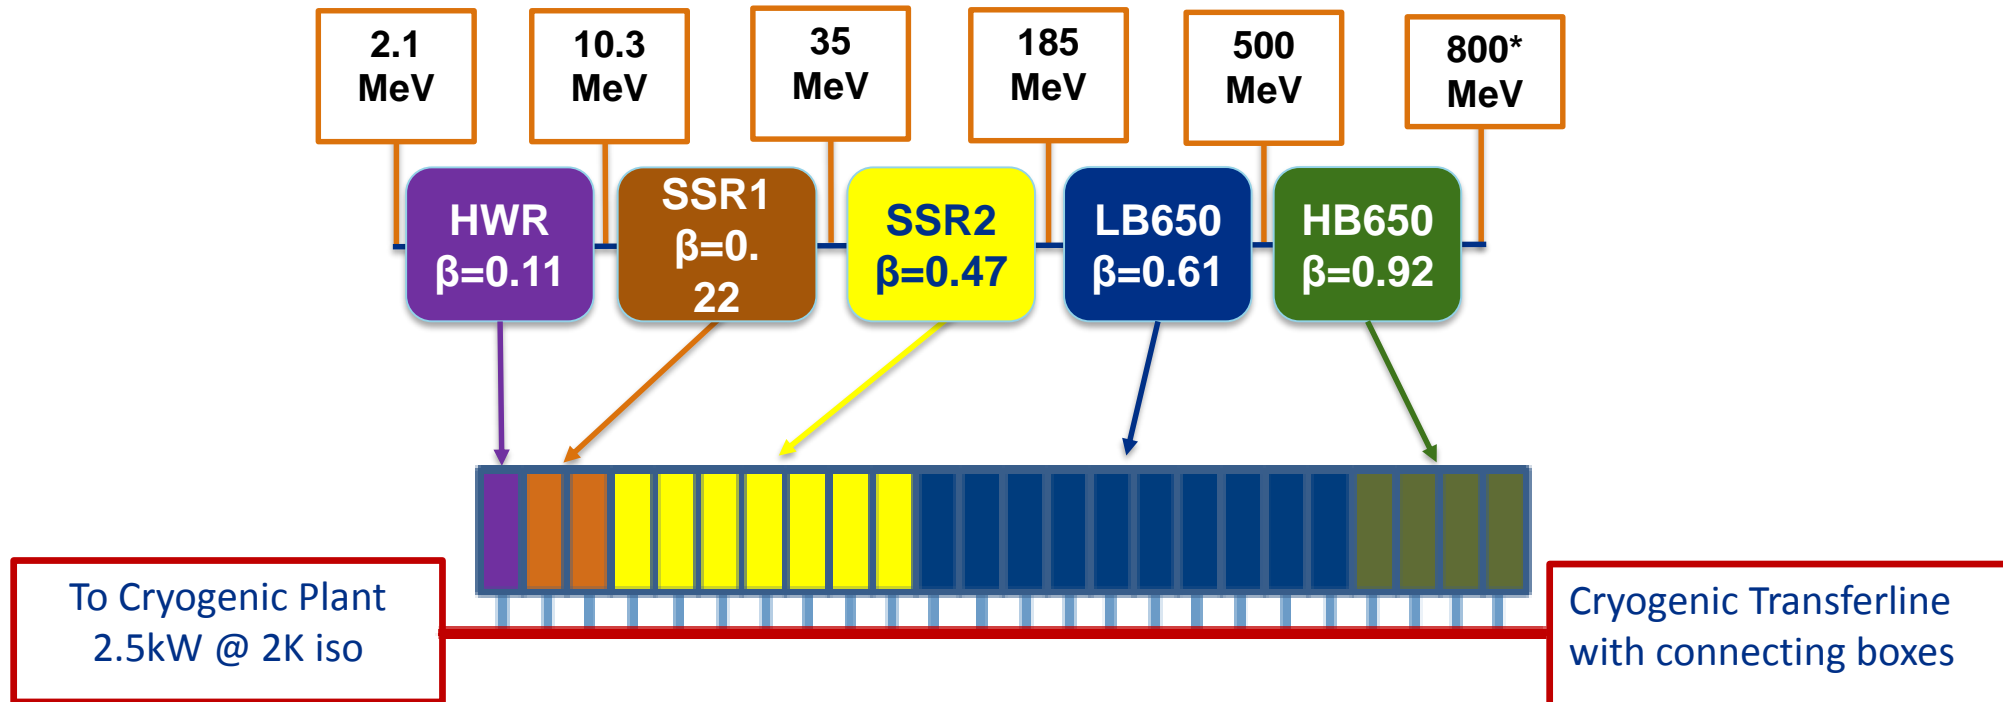 2.1
MeV
10.3
MeV
35
MeV
185
MeV
500
MeV
800*
MeV
HWR
β=0.11
SSR1
β=0.
22
SSR2
β=0.47
LB650
β=0.61
HB650
β=0.92
To Cryogenic Plant
2.5kW @ 2K iso
Cryogenic Transferline
with connecting boxes